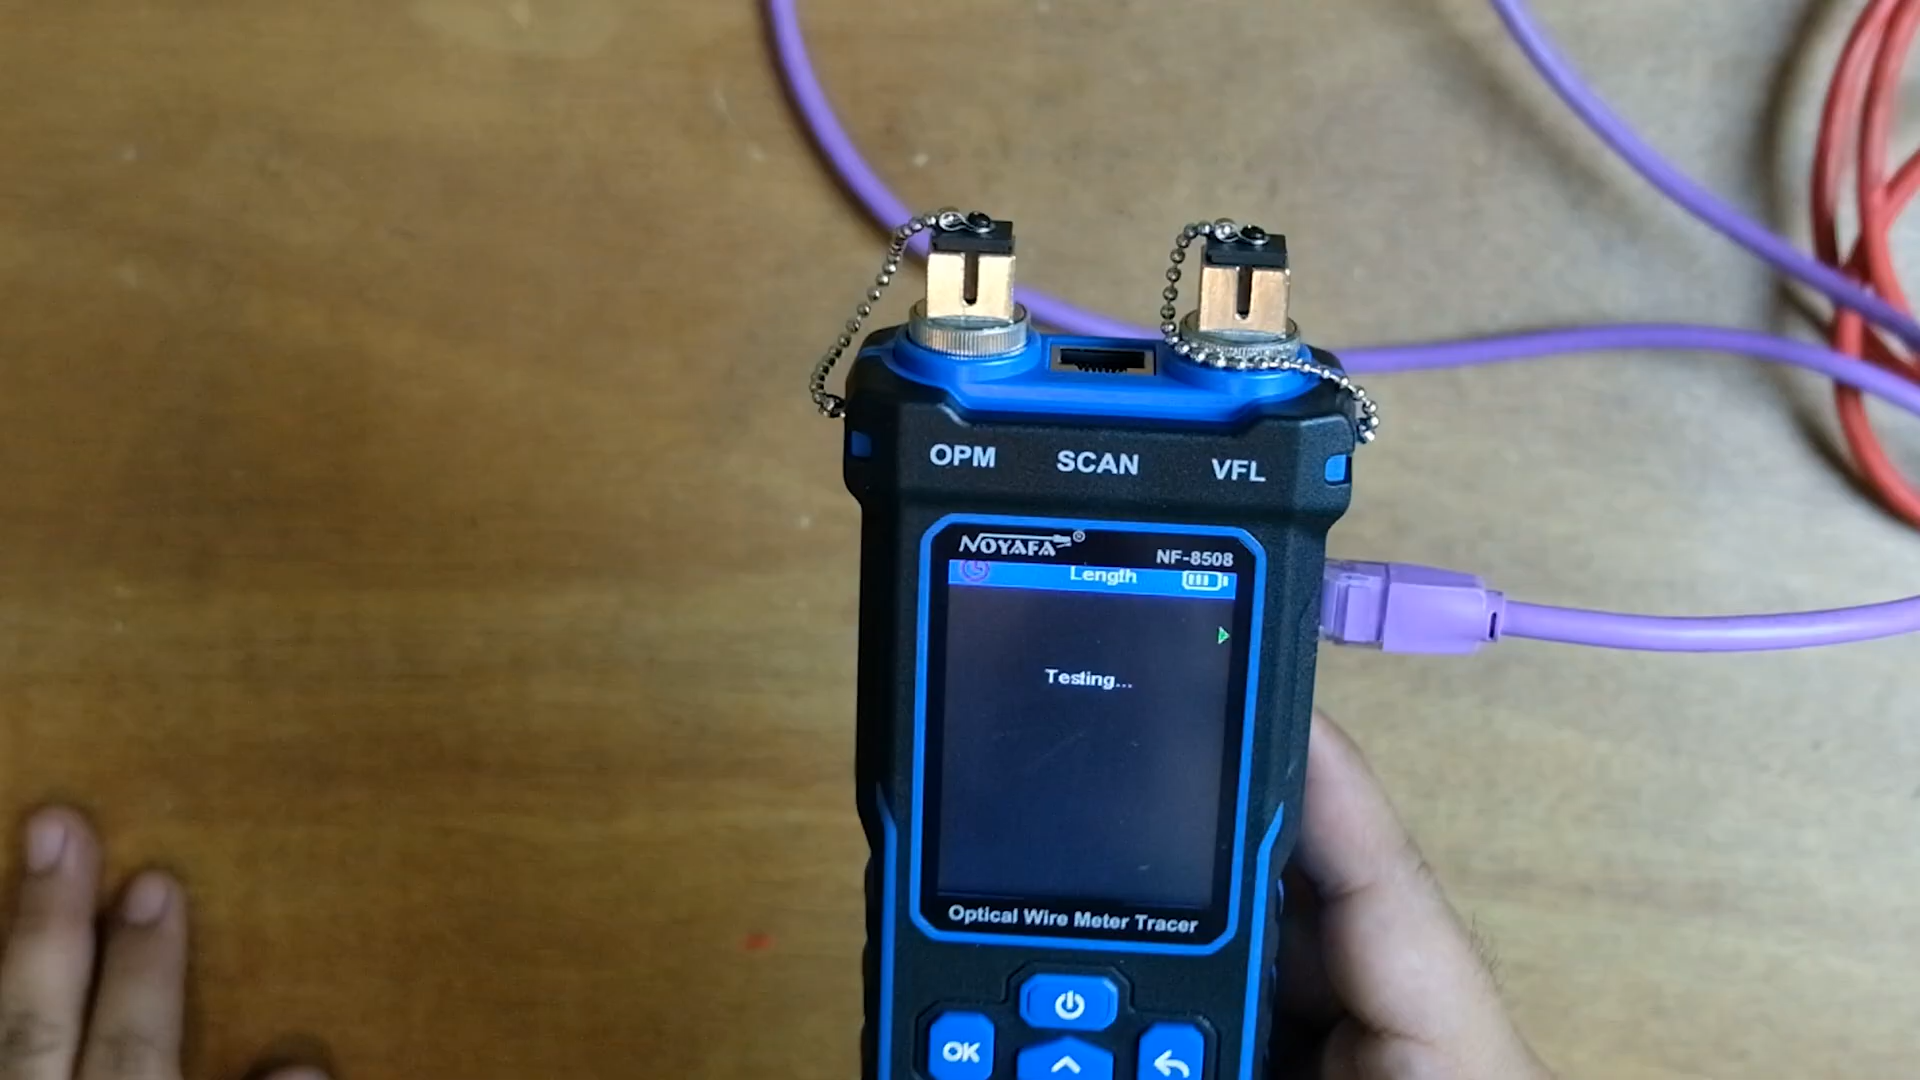 OPM SCAN VFL
NOYAFA®
NF-8508
Length
Testing...
Optical Wire Meter Tracer
OK